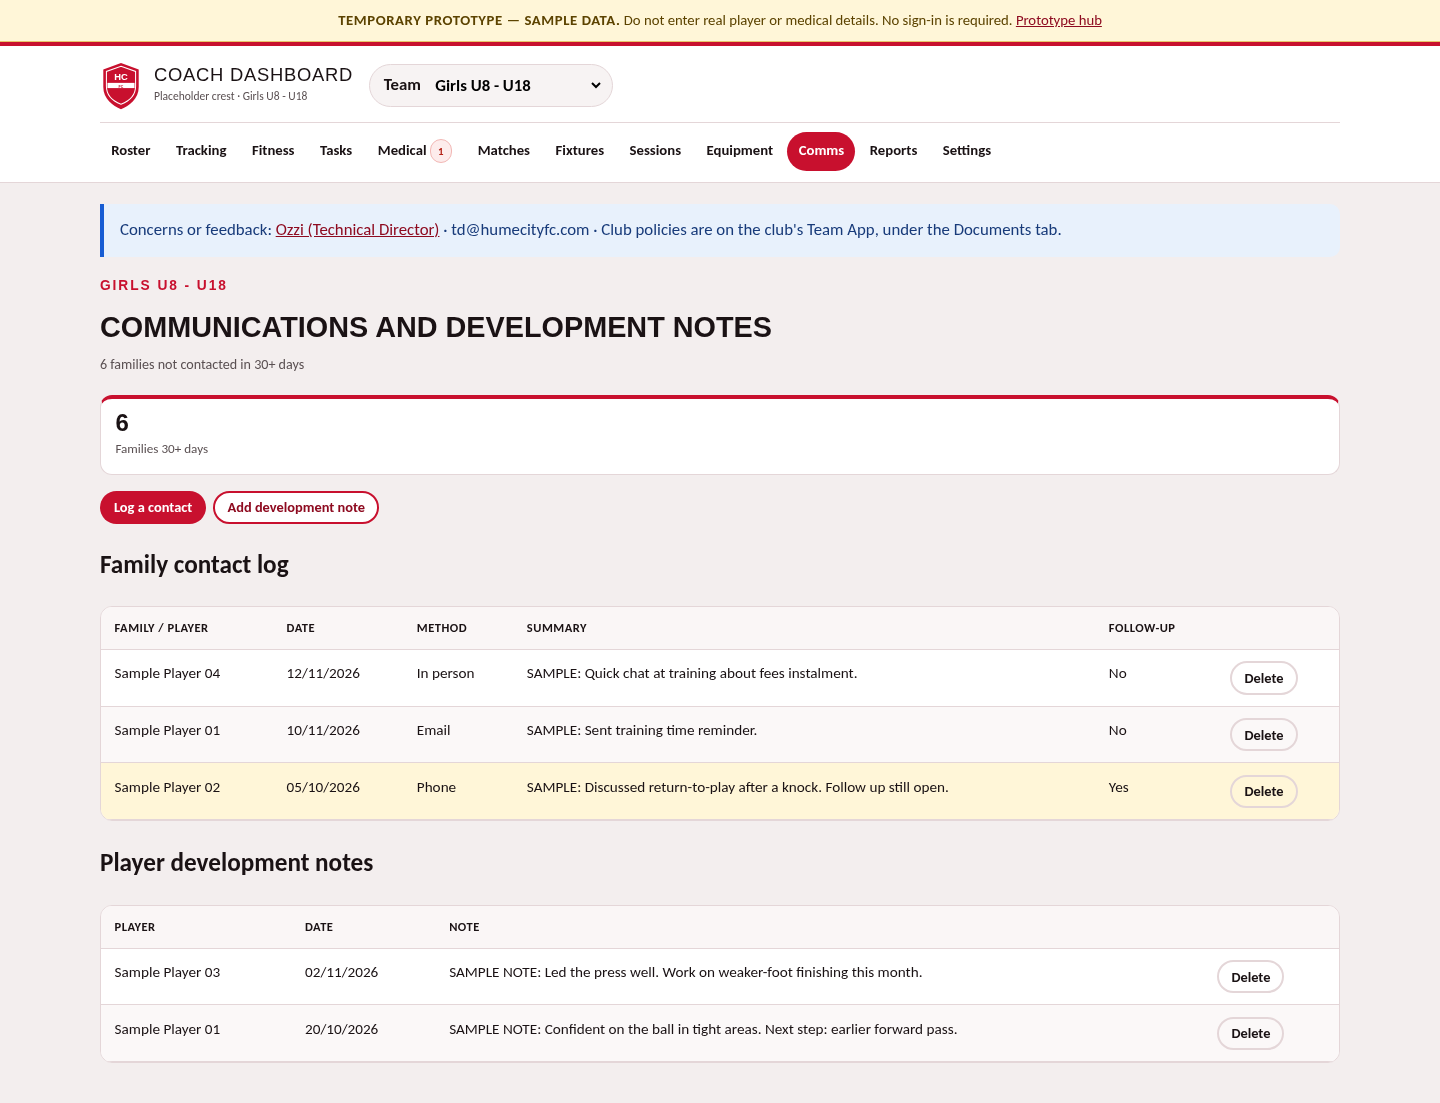 TEMPORARY PROTOTYPE — SAMPLE DATA. Do not enter real player or medical details. No sign-in is required. Prototype hub
HC
FC
COACH DASHBOARD
Placeholder crest · Girls U8 - U18
Team Girls U8 - U18
Roster Tracking Fitness Tasks Medical 1 Matches Fixtures Sessions Equipment Comms Reports Settings
Concerns or feedback: Ozzi (Technical Director) · td@humecityfc.com · Club policies are on the club's Team App, under the Documents tab.
GIRLS U8 - U18
COMMUNICATIONS AND DEVELOPMENT NOTES
6 families not contacted in 30+ days
6
Families 30+ days
Log a contact Add development note
Family contact log
FAMILY / PLAYER DATE METHOD SUMMARY FOLLOW-UP
Sample Player 04 12/11/2026 In person SAMPLE: Quick chat at training about fees instalment. No Delete
Sample Player 01 10/11/2026 Email SAMPLE: Sent training time reminder. No Delete
Sample Player 02 05/10/2026 Phone SAMPLE: Discussed return-to-play after a knock. Follow up still open. Yes Delete
Player development notes
PLAYER DATE NOTE
Sample Player 03 02/11/2026 SAMPLE NOTE: Led the press well. Work on weaker-foot finishing this month. Delete
Sample Player 01 20/10/2026 SAMPLE NOTE: Confident on the ball in tight areas. Next step: earlier forward pass. Delete